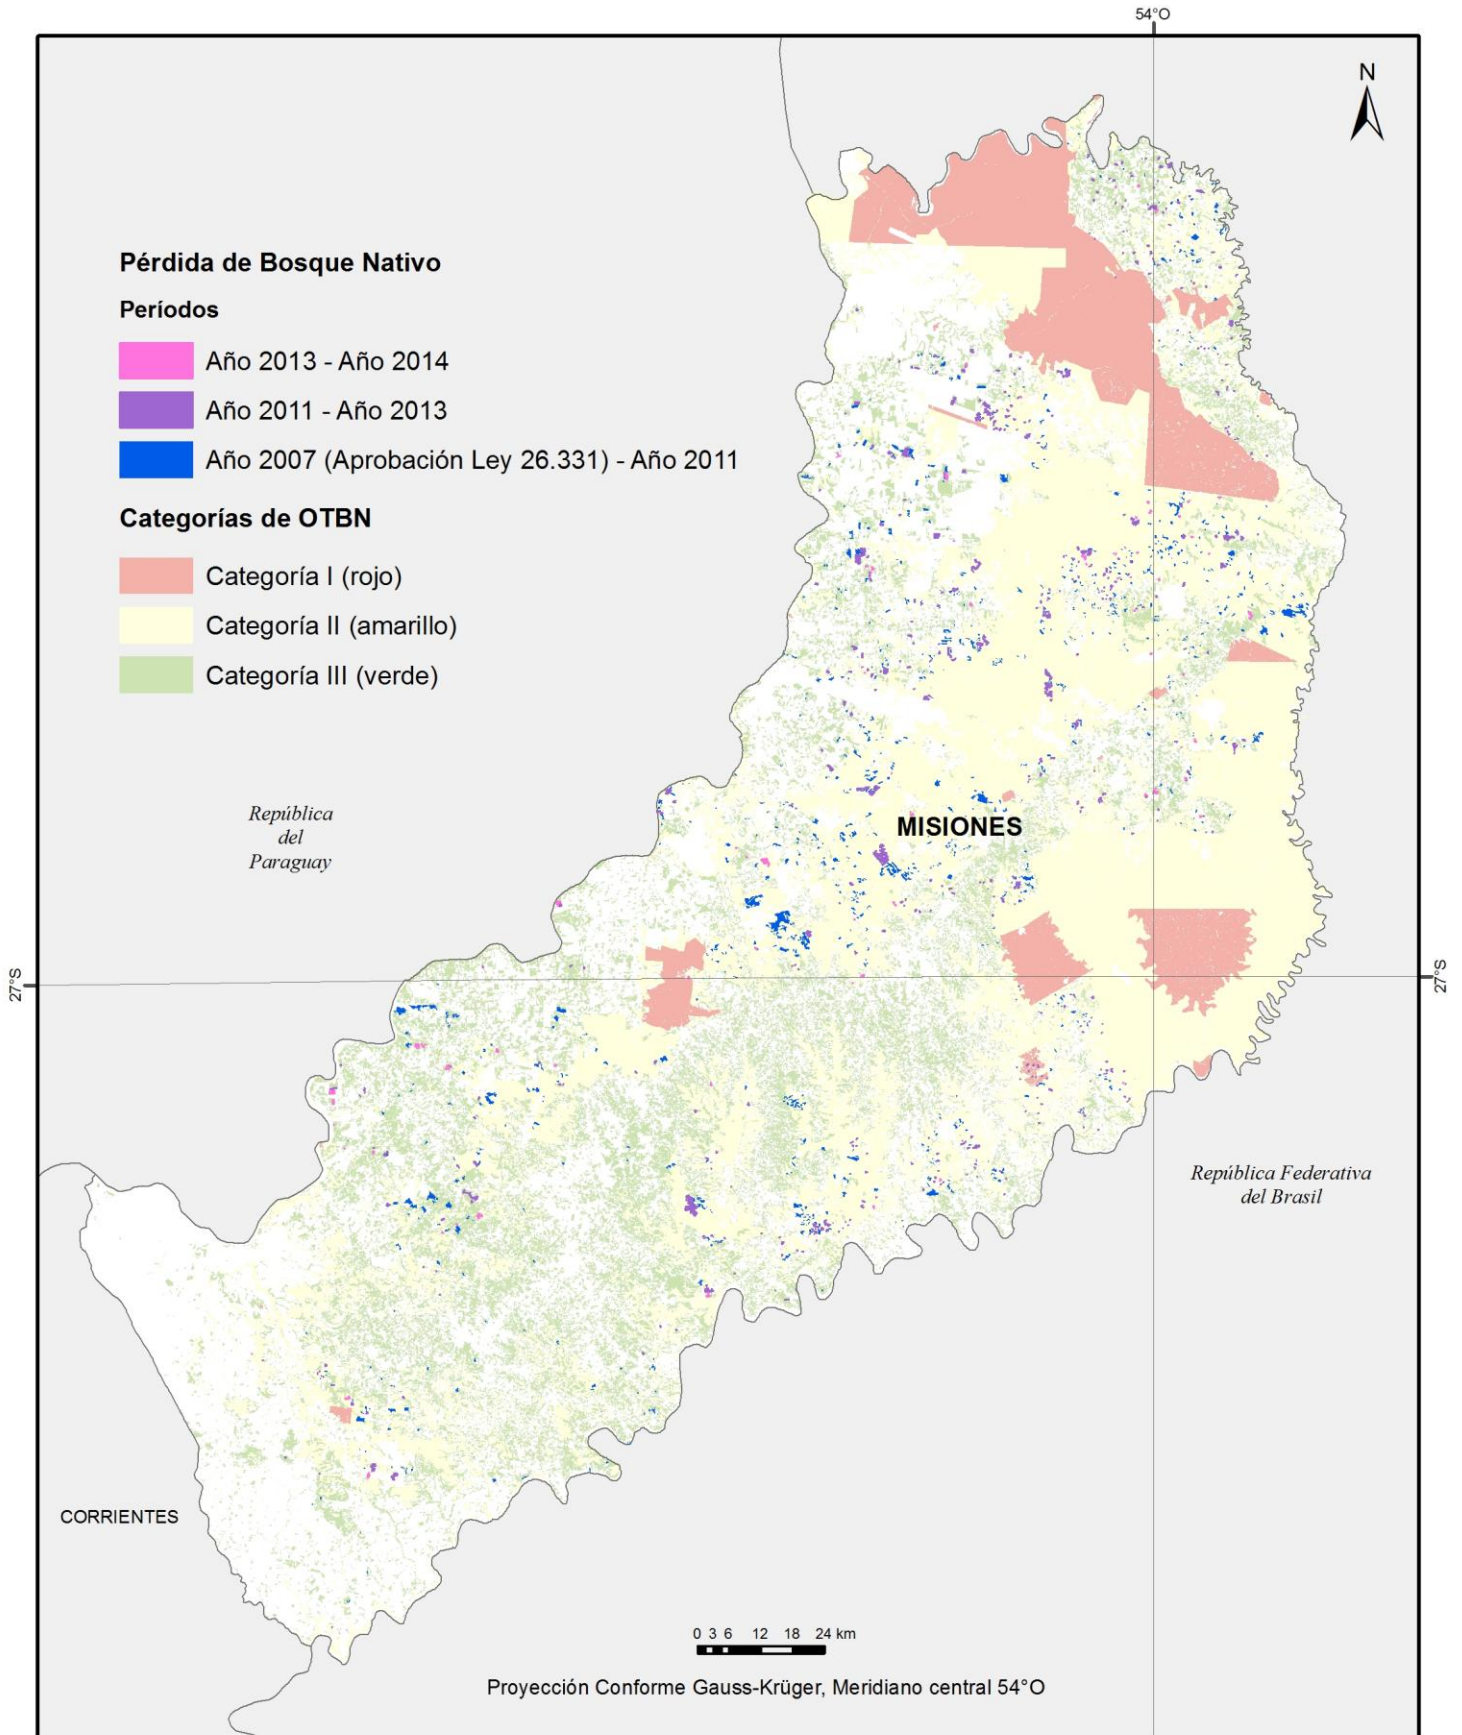 54°O
N
Pérdida de Bosque Nativo
Períodos
Año 2013 - Año 2014
Año 2011 - Año 2013
Año 2007 (Aprobación Ley 26.331) - Año 2011
Categorías de OTBN
Categoría I (rojo)
Categoría II (amarillo)
Categoría III (verde)
República
del
Paraguay
MISIONES
27°S
27°S
República Federativa
del Brasil
CORRIENTES
0 3 6 12 18 24 km
Proyección Conforme Gauss-Krüger, Meridiano central 54°O